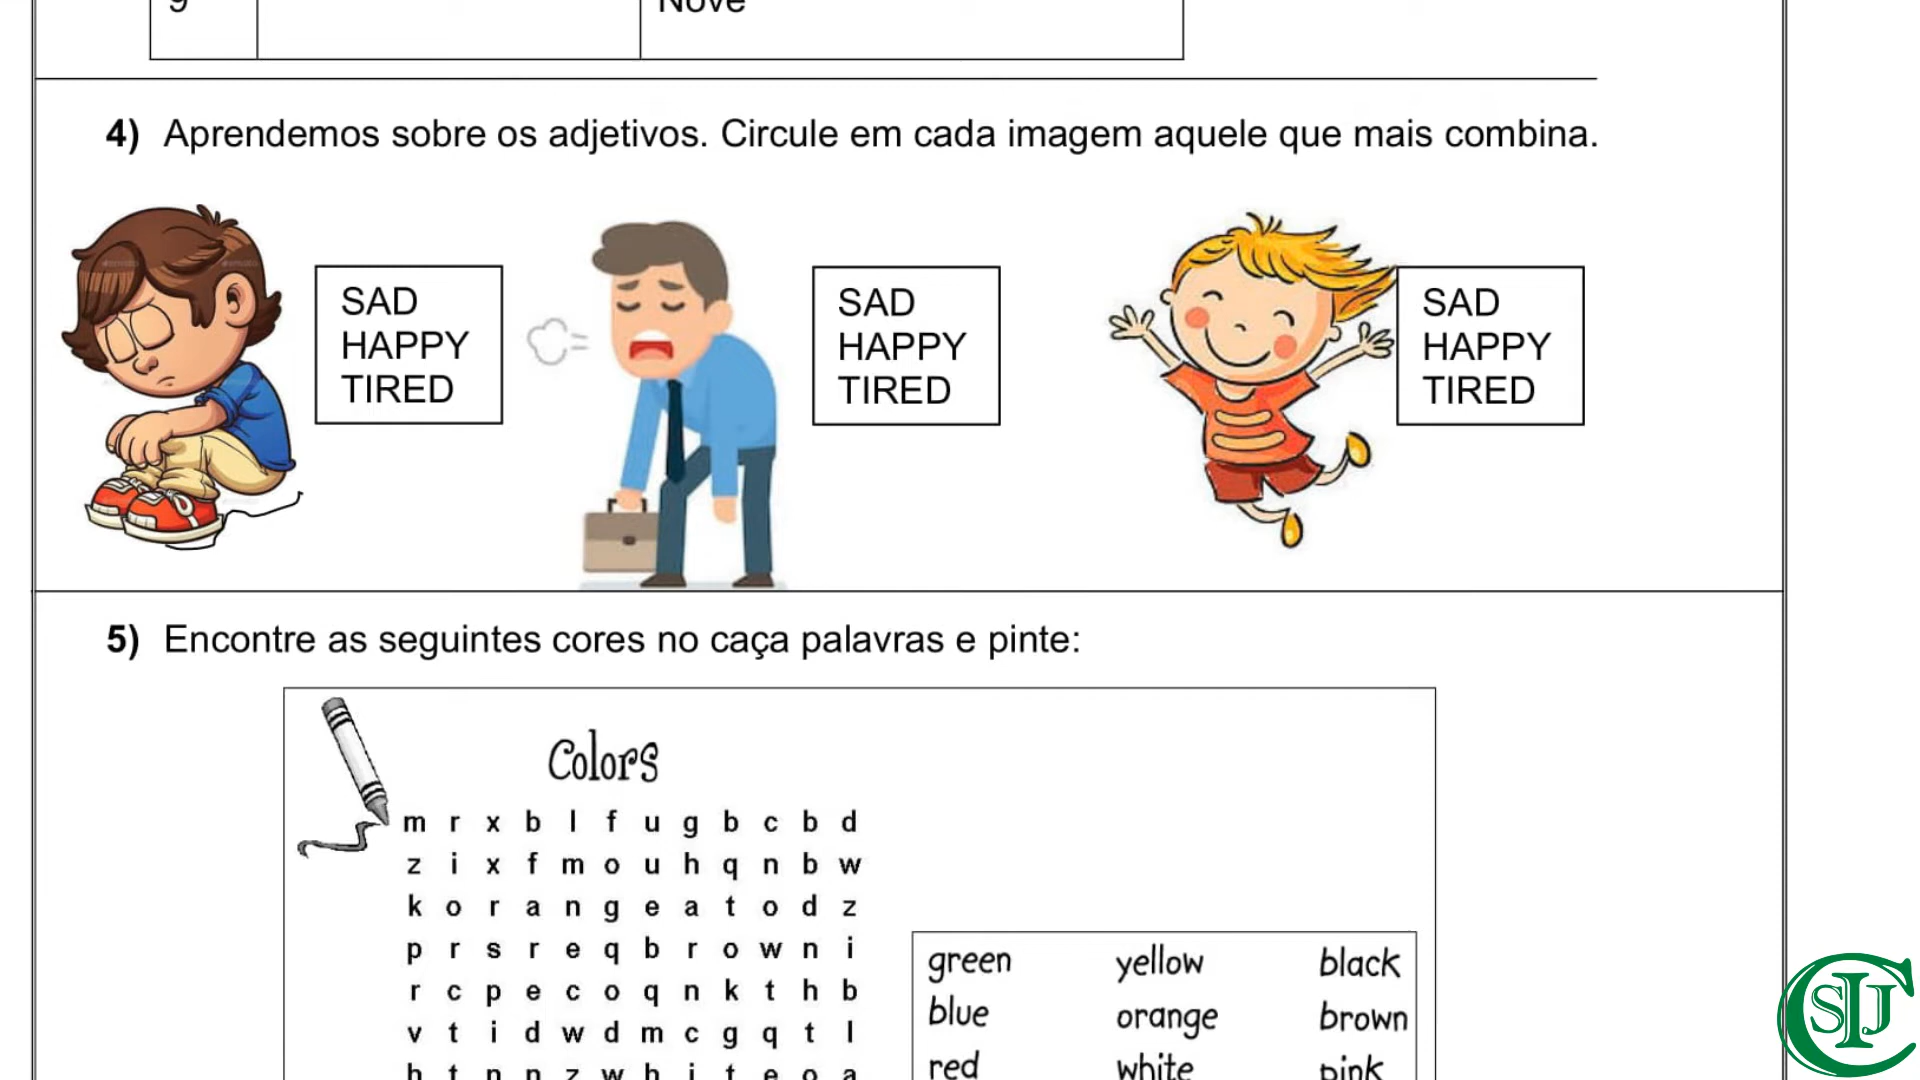 9 Nove
4) Aprendemos sobre os adjetivos. Circule em cada imagem aquele que mais combina.
SAD
HAPPY
TIRED
SAD
HAPPY
TIRED
SAD
HAPPY
TIRED
5) Encontre as seguintes cores no caça palavras e pinte:
Colors
m r x b l f u g b c b d
z i x f m o u h q n b w
k o r a n g e a t o d z
p r s r e q b r o w n i
r c p e c o q n k t h b
v t i d w d m c g q t l
h t n n z w h i t e o a
green yellow black
blue orange brown
red white pink
CSIJ